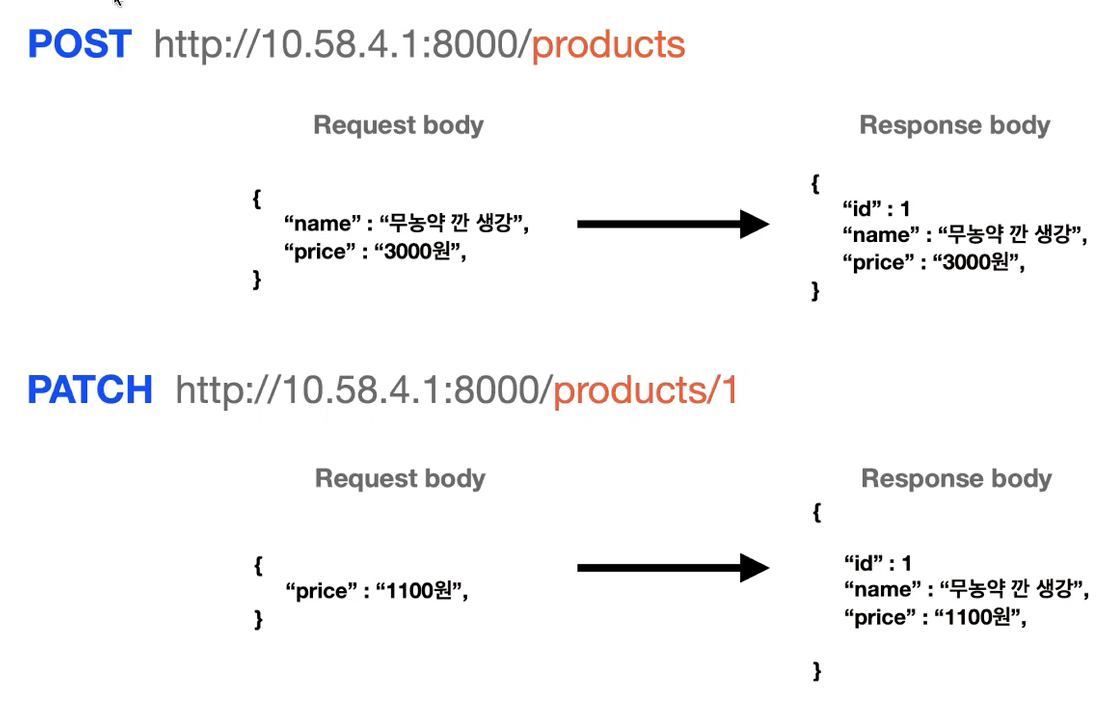 POST http://10.58.4.1:8000/products
Request body
Response body
{
“name” : “무농약 깐 생강”,
“price” : “3000원”,
}
{
“id” : 1
“name” : “무농약 깐 생강”,
“price” : “3000원”,
}
PATCH http://10.58.4.1:8000/products/1
Request body
Response body
{
“price” : “1100원”,
}
{
“id” : 1
“name” : “무농약 깐 생강”,
“price” : “1100원”,
}